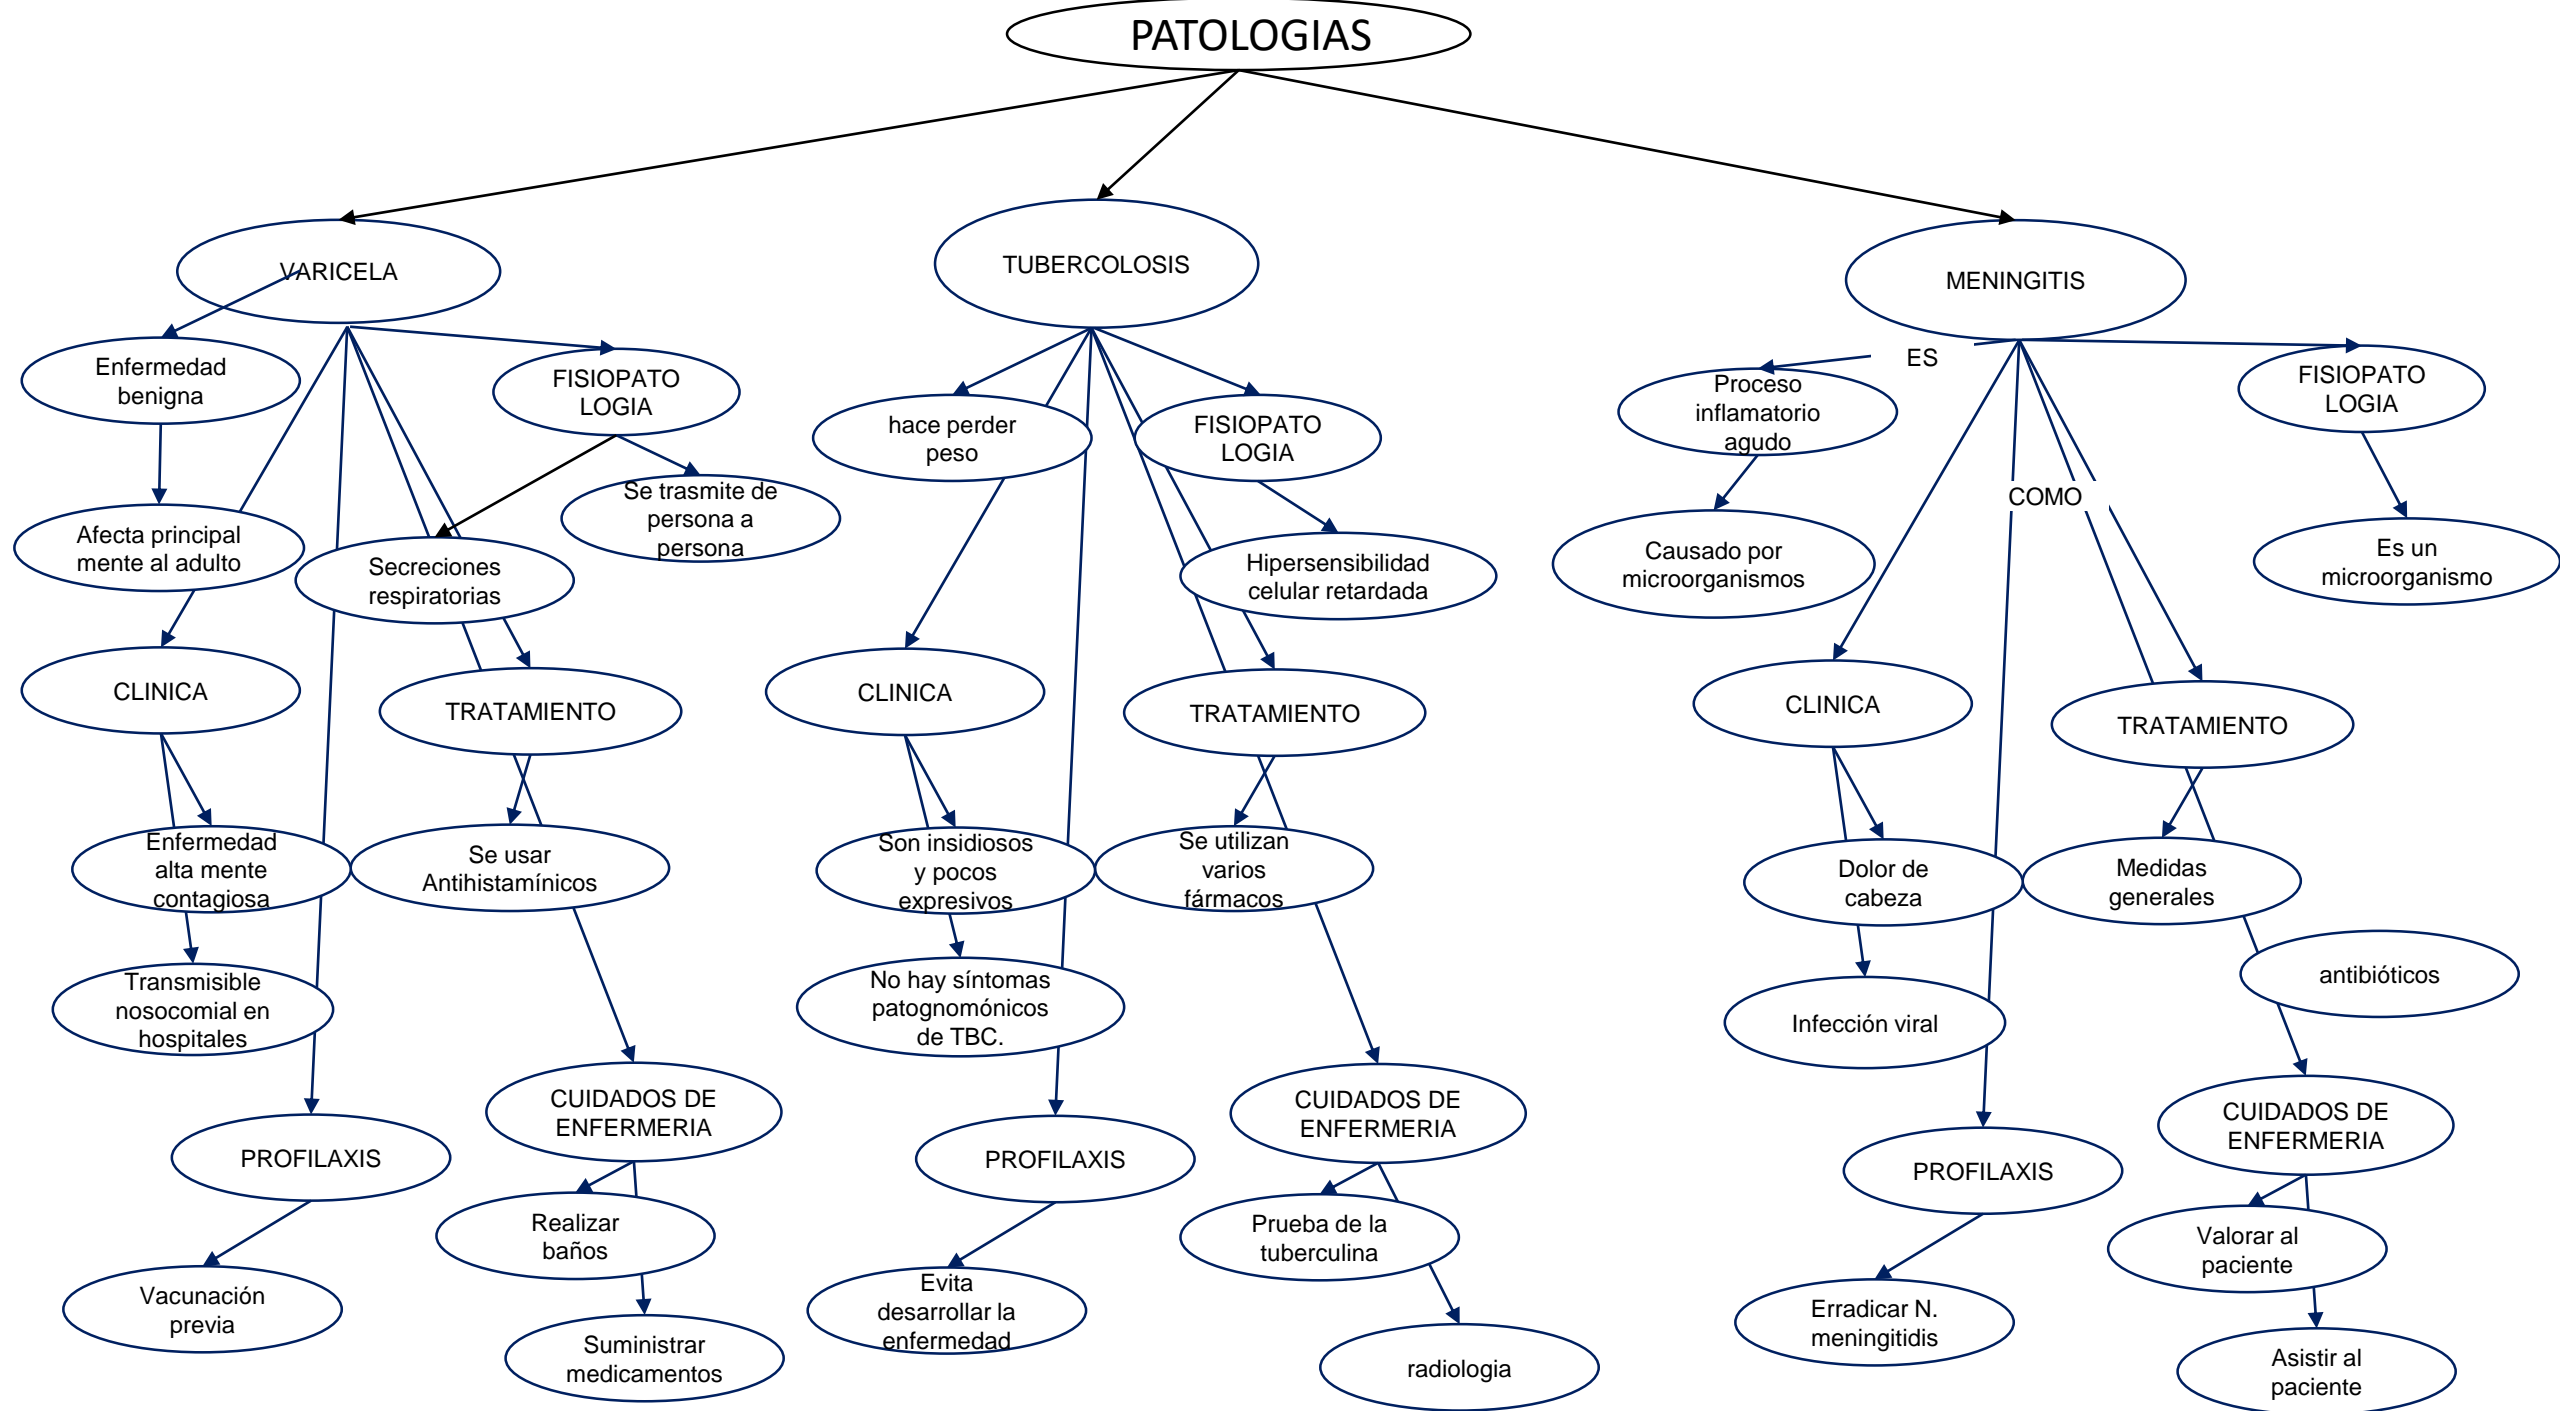 PATOLOGIAS
VARICELA
Enfermedad
benigna
Afecta principal
mente al adulto
FISIOPATO
LOGIA
Se trasmite de
persona a
persona
Secreciones
respiratorias
CLINICA
Enfermedad
alta mente
contagiosa
Transmisible
nosocomial en
hospitales
TRATAMIENTO
Se usar
Antihistamínicos
PROFILAXIS
Vacunación
previa
CUIDADOS DE
ENFERMERIA
Realizar
baños
Suministrar
medicamentos
TUBERCOLOSIS
hace perder
peso
FISIOPATO
LOGIA
Hipersensibilidad
celular retardada
CLINICA
Son insidiosos
y pocos
expresivos
No hay síntomas
patognomónicos
de TBC.
TRATAMIENTO
Se utilizan
varios
fármacos
PROFILAXIS
Evita
desarrollar la
enfermedad
CUIDADOS DE
ENFERMERIA
Prueba de la
tuberculina
radiologia
MENINGITIS
ES
Proceso
inflamatorio
agudo
Causado por
microorganismos
FISIOPATO
LOGIA
Es un
microorganismo
COMO
CLINICA
Dolor de
cabeza
Infección viral
TRATAMIENTO
Medidas
generales
antibióticos
PROFILAXIS
Erradicar N.
meningitidis
CUIDADOS DE
ENFERMERIA
Valorar al
paciente
Asistir al
paciente